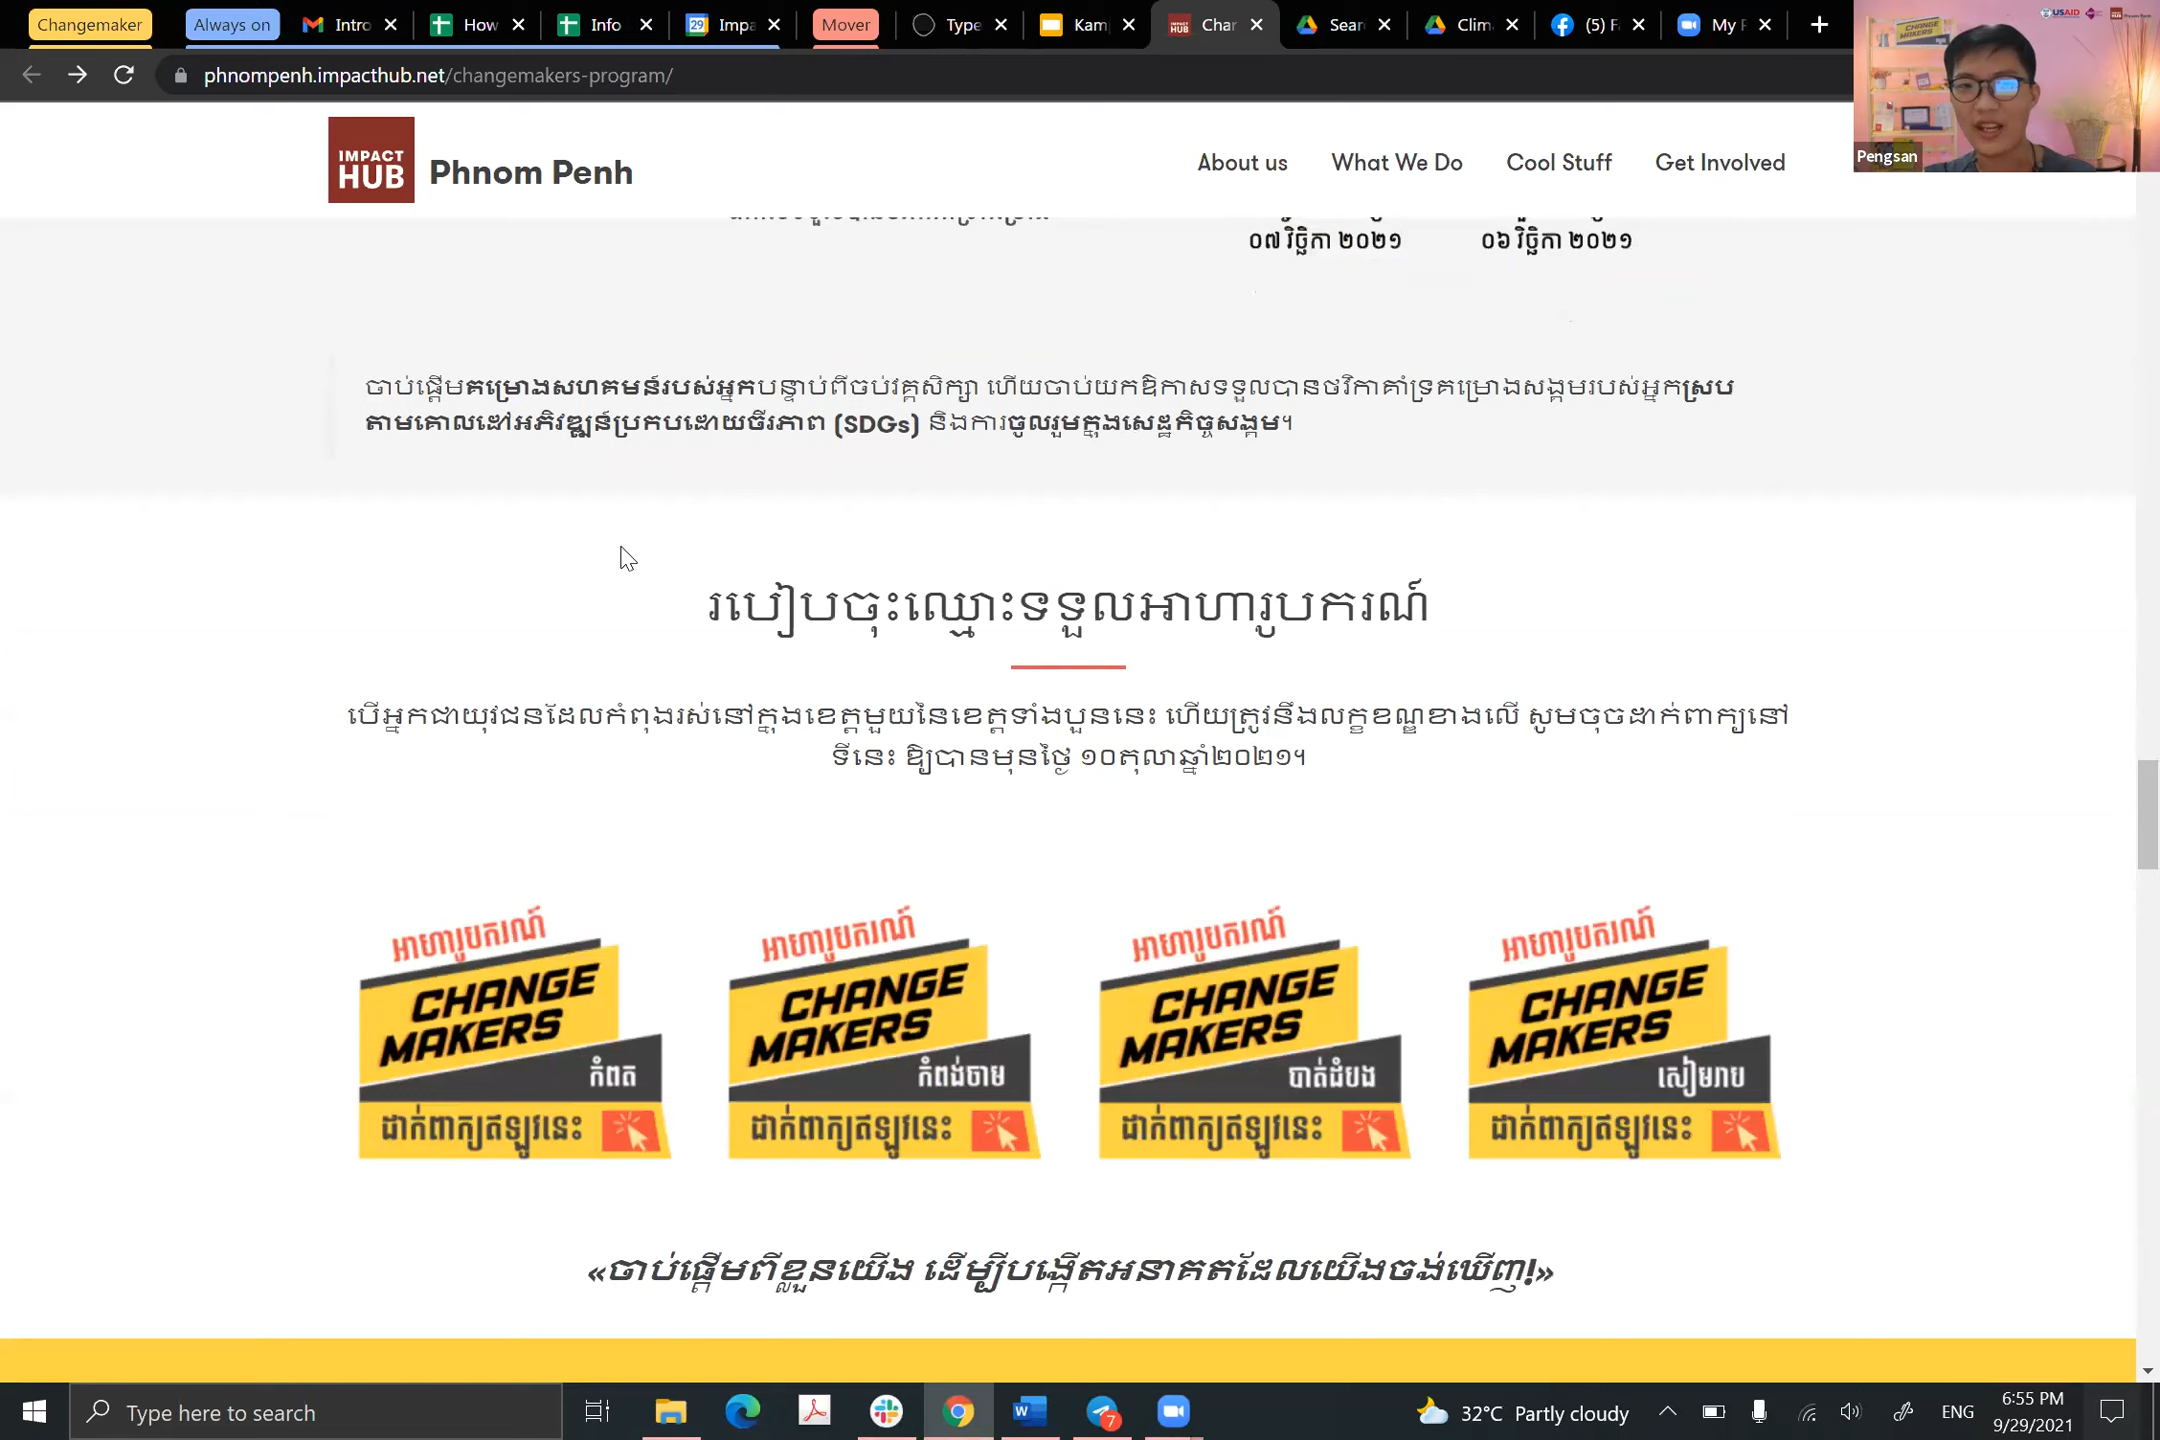 Changemaker
Always on
Intro
How
Info
29
Impa
Mover
Type
Kam
Char
Sear
Clim
(5) F
My P
phnompenh.impacthub.net/changemakers-program/
CHANGE
MAKERS
USAID
Pengsan
IMPACT
HUB
Phnom Penh
About us
What We Do
Cool Stuff
Get Involved
០៧ វិច្ឆិកា ២០២១
០៦ វិច្ឆិកា ២០២១
ចាប់ផ្តើមគម្រោងសហគមន៍របស់អ្នកបន្ទាប់ពីចប់វគ្គសិក្សា ហើយចាប់យកឱកាសទទួលបានថវិកាគាំទ្រគម្រោងសង្គមរបស់អ្នកស្រប
តាមគោលដៅអភិវឌ្ឍន៍ប្រកបដោយចីរភាព (SDGs) និងការចូលរួមក្នុងសេដ្ឋកិច្ចសង្គម។
របៀបចុះឈ្មោះទទួលអាហារូបករណ៍
បើអ្នកជាយុវជនដែលកំពុងរស់នៅក្នុងខេត្តមួយនៃខេត្តទាំងបួននេះ ហើយត្រូវនឹងលក្ខខណ្ឌខាងលើ សូមចុចដាក់ពាក្យនៅ
ទីនេះ ឱ្យបានមុនថ្ងៃ ១០តុលាឆ្នាំ២០២១។
អាហារូបករណ៍
CHANGE
MAKERS
កំពត
ដាក់ពាក្យឥឡូវនេះ
អាហារូបករណ៍
CHANGE
MAKERS
កំពង់ចាម
ដាក់ពាក្យឥឡូវនេះ
អាហារូបករណ៍
CHANGE
MAKERS
បាត់ដំបង
ដាក់ពាក្យឥឡូវនេះ
អាហារូបករណ៍
CHANGE
MAKERS
សៀមរាប
ដាក់ពាក្យឥឡូវនេះ
«ចាប់ផ្តើមពីខ្លួនយើង ដើម្បីបង្កើតអនាគតដែលយើងចង់ឃើញ!»
Type here to search
7
32°C Partly cloudy
ENG
6:55 PM
9/29/2021